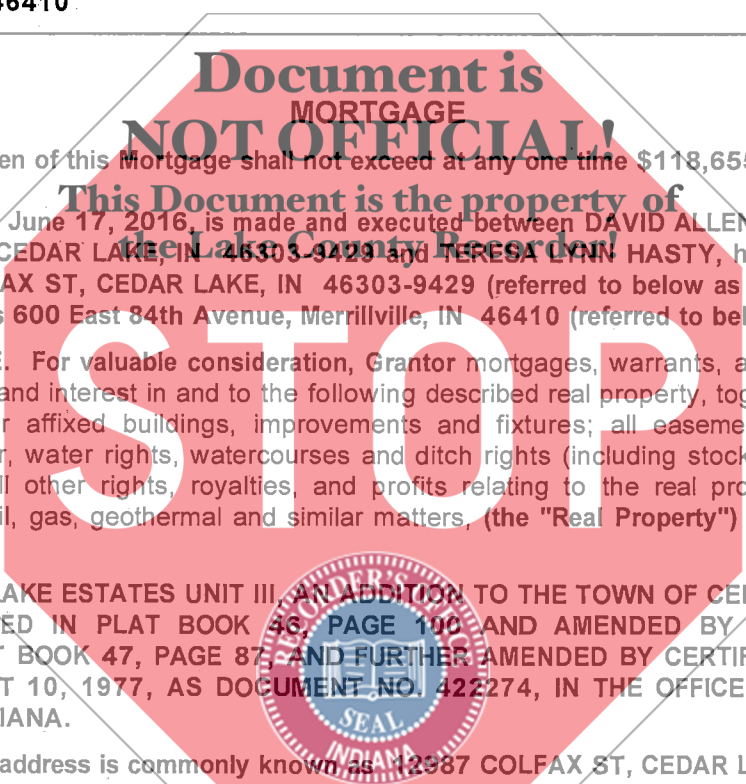 46410
Document is
MORTGAGE
NOT OFFICIAL!
en of this Mortgage shall not exceed at any one time $118,655
This Document is the property of
June 17, 2016, is made and executed between DAVID ALLEN
the Lake County Recorder!
CEDAR LAKE, IN 46303-9429 and TERESA LYNN HASTY, h
AX ST, CEDAR LAKE, IN 46303-9429 (referred to below as
s 600 East 84th Avenue, Merrillville, IN 46410 (referred to bel
E. For valuable consideration, Grantor mortgages, warrants, a
and interest in and to the following described real property, tog
r affixed buildings, improvements and fixtures; all easeme
r, water rights, watercourses and ditch rights (including stock
ll other rights, royalties, and profits relating to the real pro
il, gas, geothermal and similar matters, (the "Real Property")
STOP
AKE ESTATES UNIT III, AN ADDITION TO THE TOWN OF CE
ED IN PLAT BOOK 46, PAGE 100 AND AMENDED BY
T BOOK 47, PAGE 87, AND FURTHER AMENDED BY CERTIF
T 10, 1977, AS DOCUMENT NO. 422274, IN THE OFFICE
IANA.
SEAL
INDIANA
address is commonly known as 12987 COLFAX ST, CEDAR L